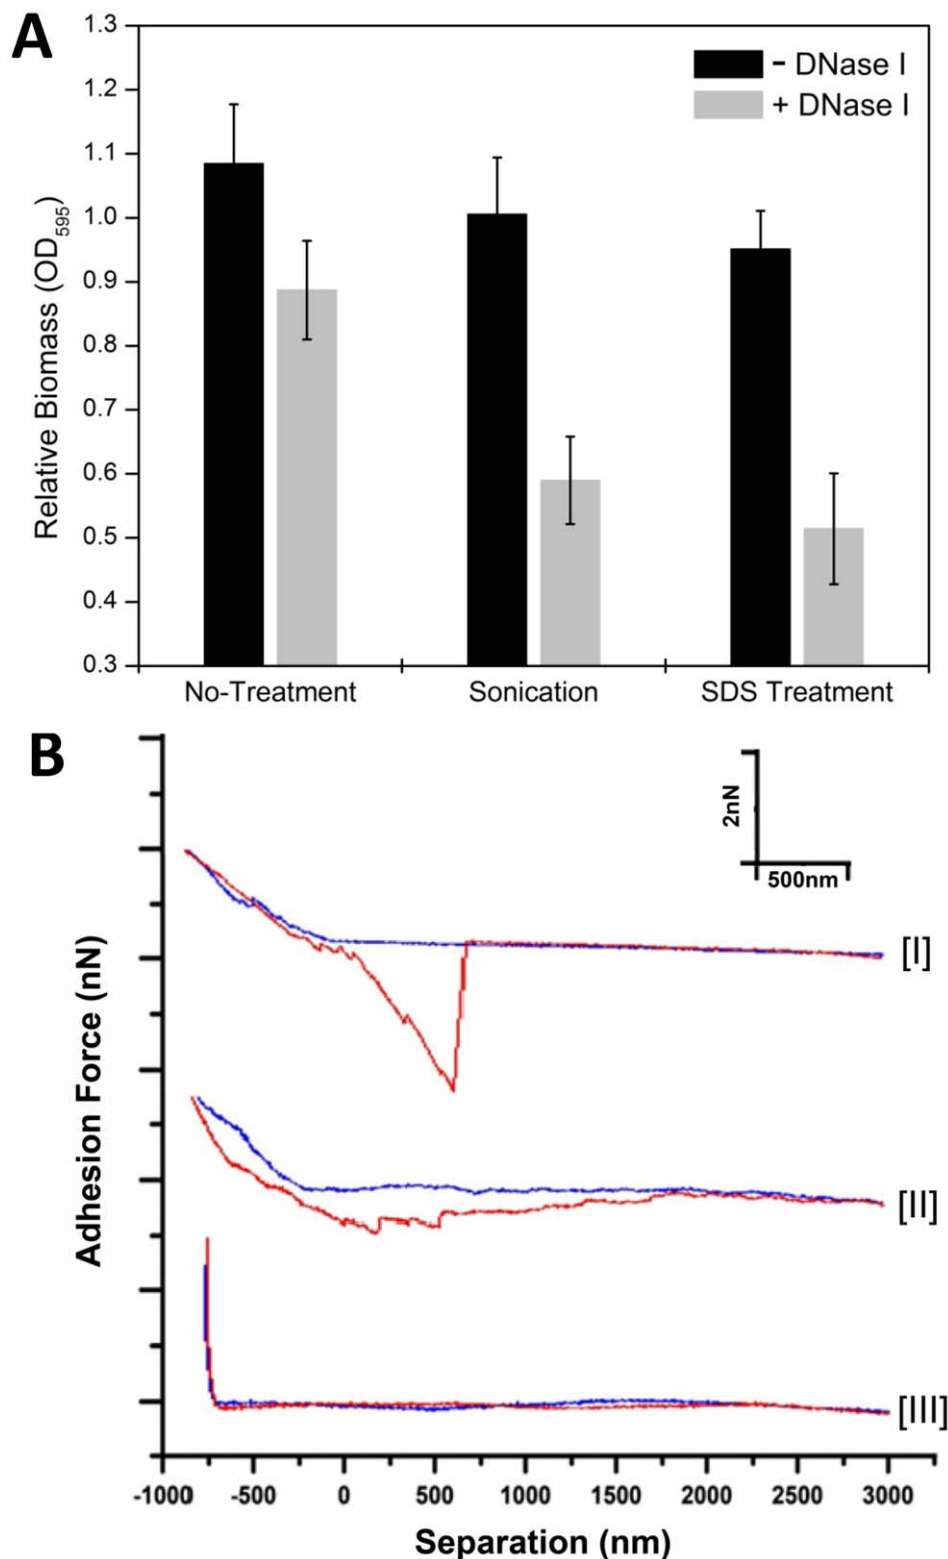 A
1.3
1.2
1.1
1.0
0.9
0.8
0.7
0.6
0.5
0.4
0.3
Relative Biomass (OD595)
- DNase I
+ DNase I
No-Treatment Sonication SDS Treatment
B
2nN
500nm
Adhesion Force (nN)
[I]
[II]
[III]
-1000 -500 0 500 1000 1500 2000 2500 3000
Separation (nm)